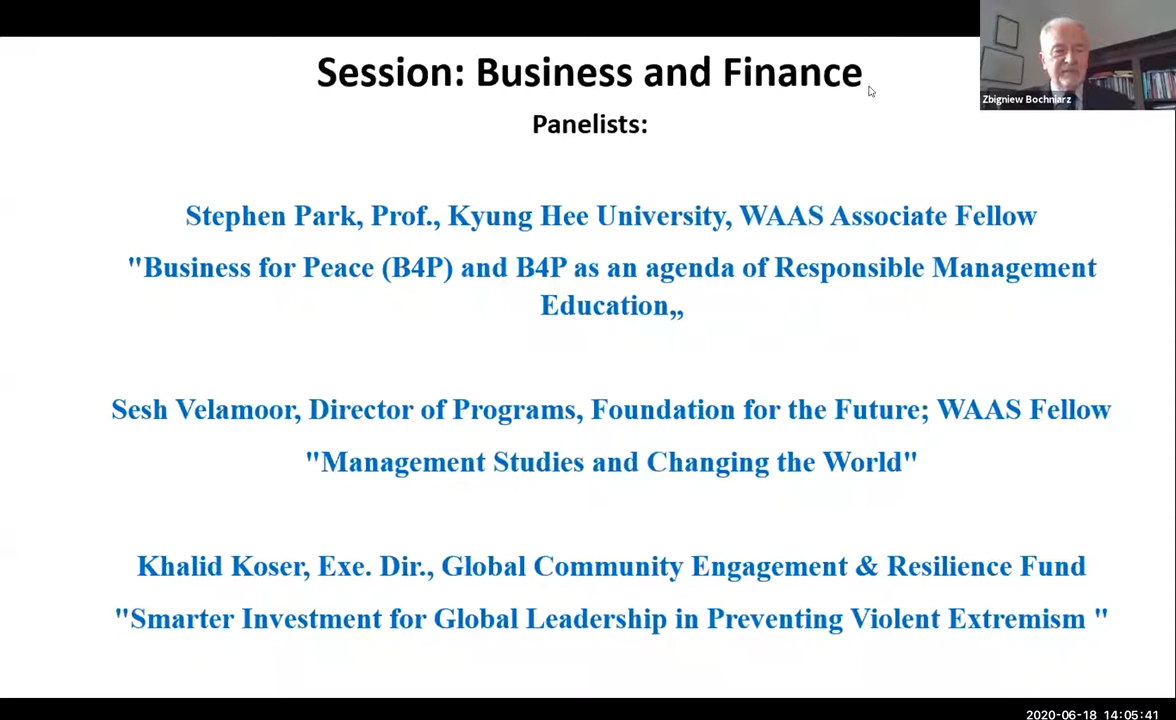 Session: Business and Finance
Zbigniew Bochniarz
Panelists:
Stephen Park, Prof., Kyung Hee University, WAAS Associate Fellow
"Business for Peace (B4P) and B4P as an agenda of Responsible Management
Education„
Sesh Velamoor, Director of Programs, Foundation for the Future; WAAS Fellow
"Management Studies and Changing the World"
Khalid Koser, Exe. Dir., Global Community Engagement & Resilience Fund
"Smarter Investment for Global Leadership in Preventing Violent Extremism "
2020-06-18 14:05:41